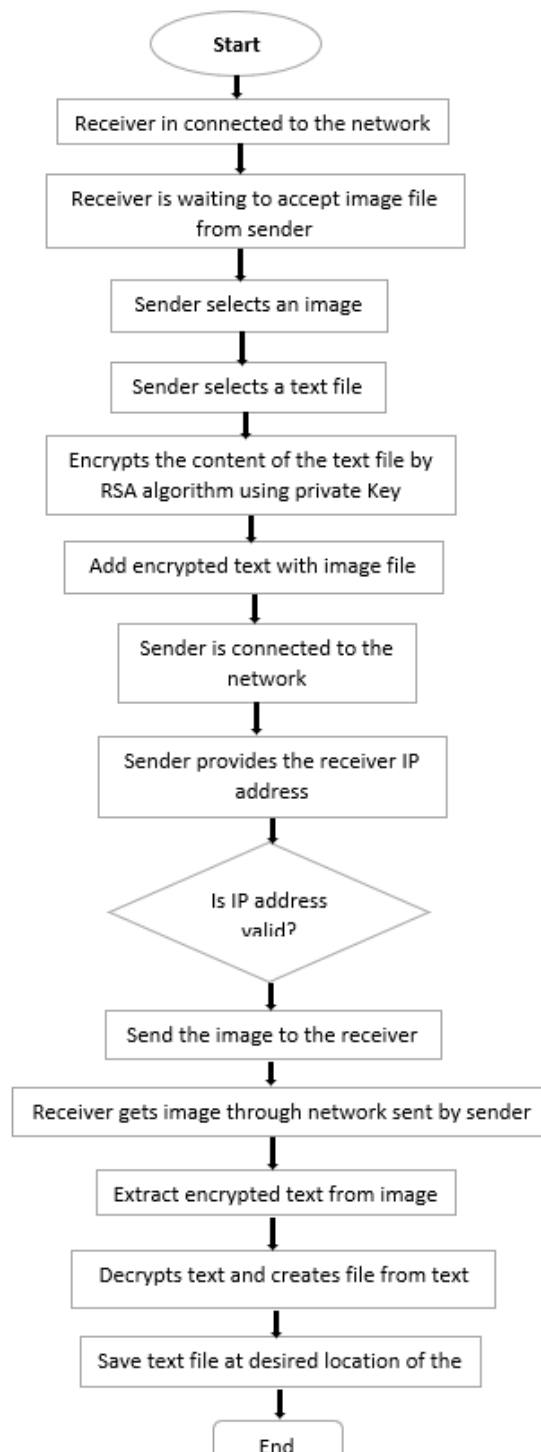 Start
Receiver in connected to the network
Receiver is waiting to accept image file
from sender
Sender selects an image
Sender selects a text file
Encrypts the content of the text file by
RSA algorithm using private Key
Add encrypted text with image file
Sender is connected to the
network
Sender provides the receiver IP
address
Is IP address
valid?
Send the image to the receiver
Receiver gets image through network sent by sender
Extract encrypted text from image
Decrypts text and creates file from text
Save text file at desired location of the
End